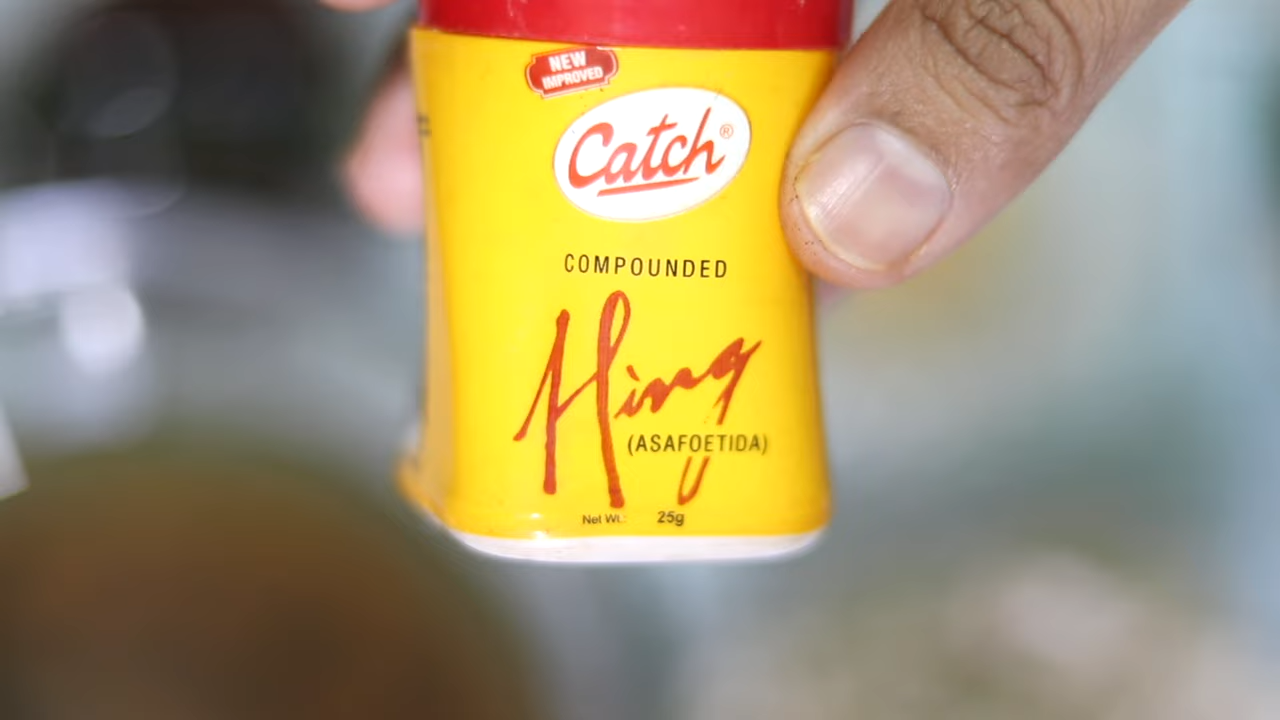 NEW
IMPROVED
Catch®
COMPOUNDED
Hing
(ASAFOETIDA)
Net Wt.: 25g